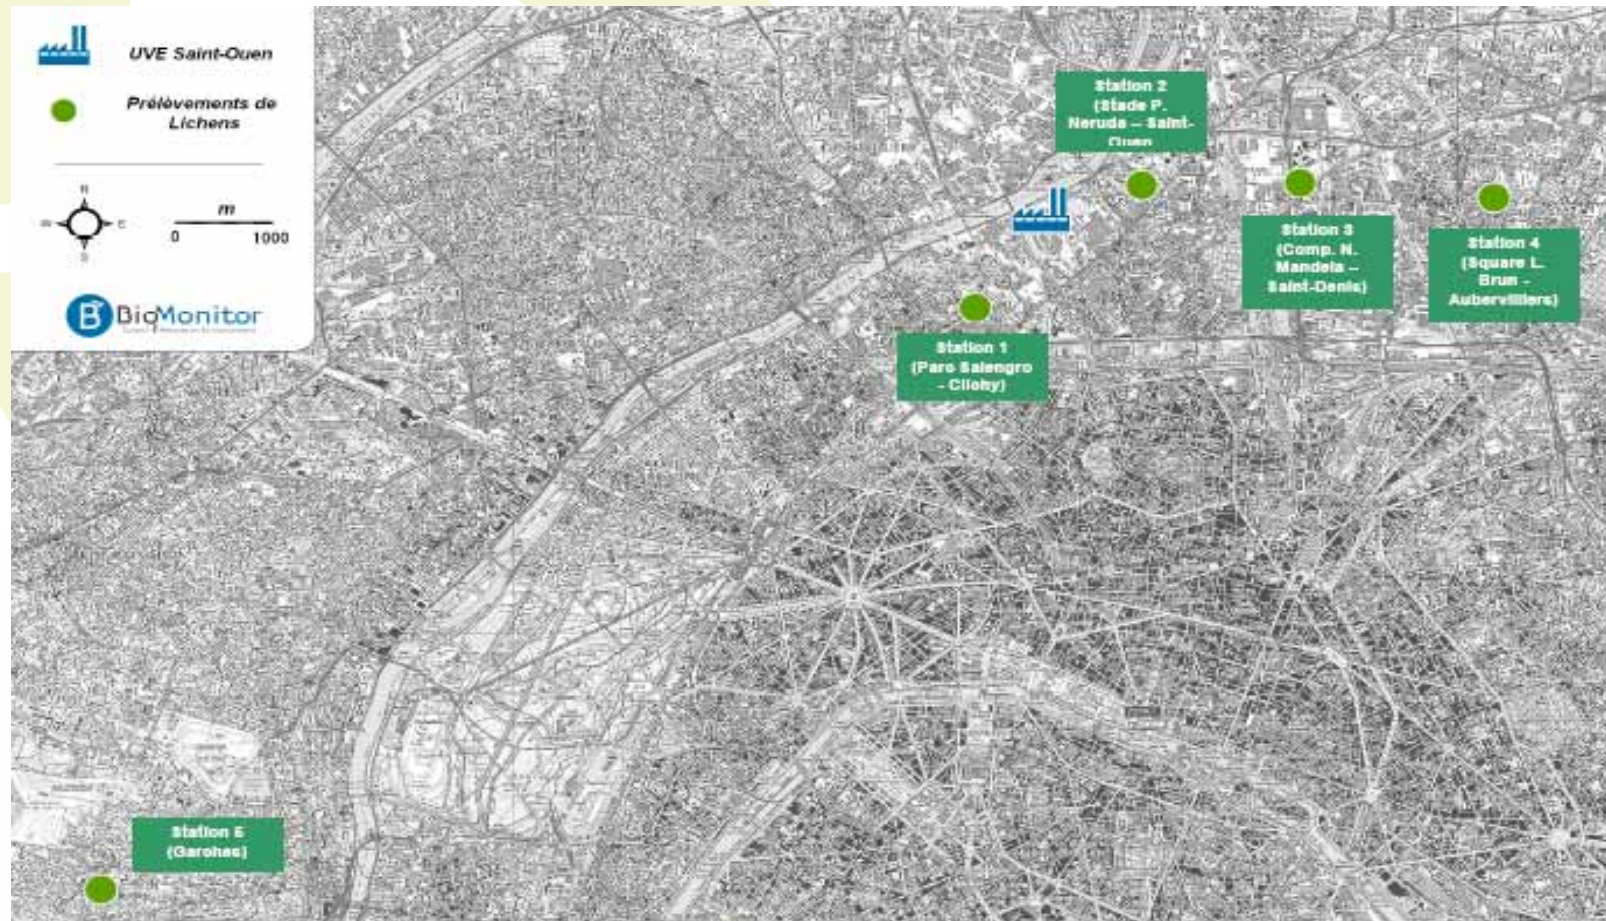 UVE Saint-Ouen
Prélèvements de
Lichens
N
W
E
S
m
0 1000
B BioMonitor
Station 2
(Stade P.
Neruda – Saint-
Ouen
Station 3
(Comp. N.
Mandela –
Saint-Denis)
Station 4
(Square L.
Brun -
Aubervilliers)
Station 1
(Parc Salengro
- Clichy)
Station 5
(Garches)